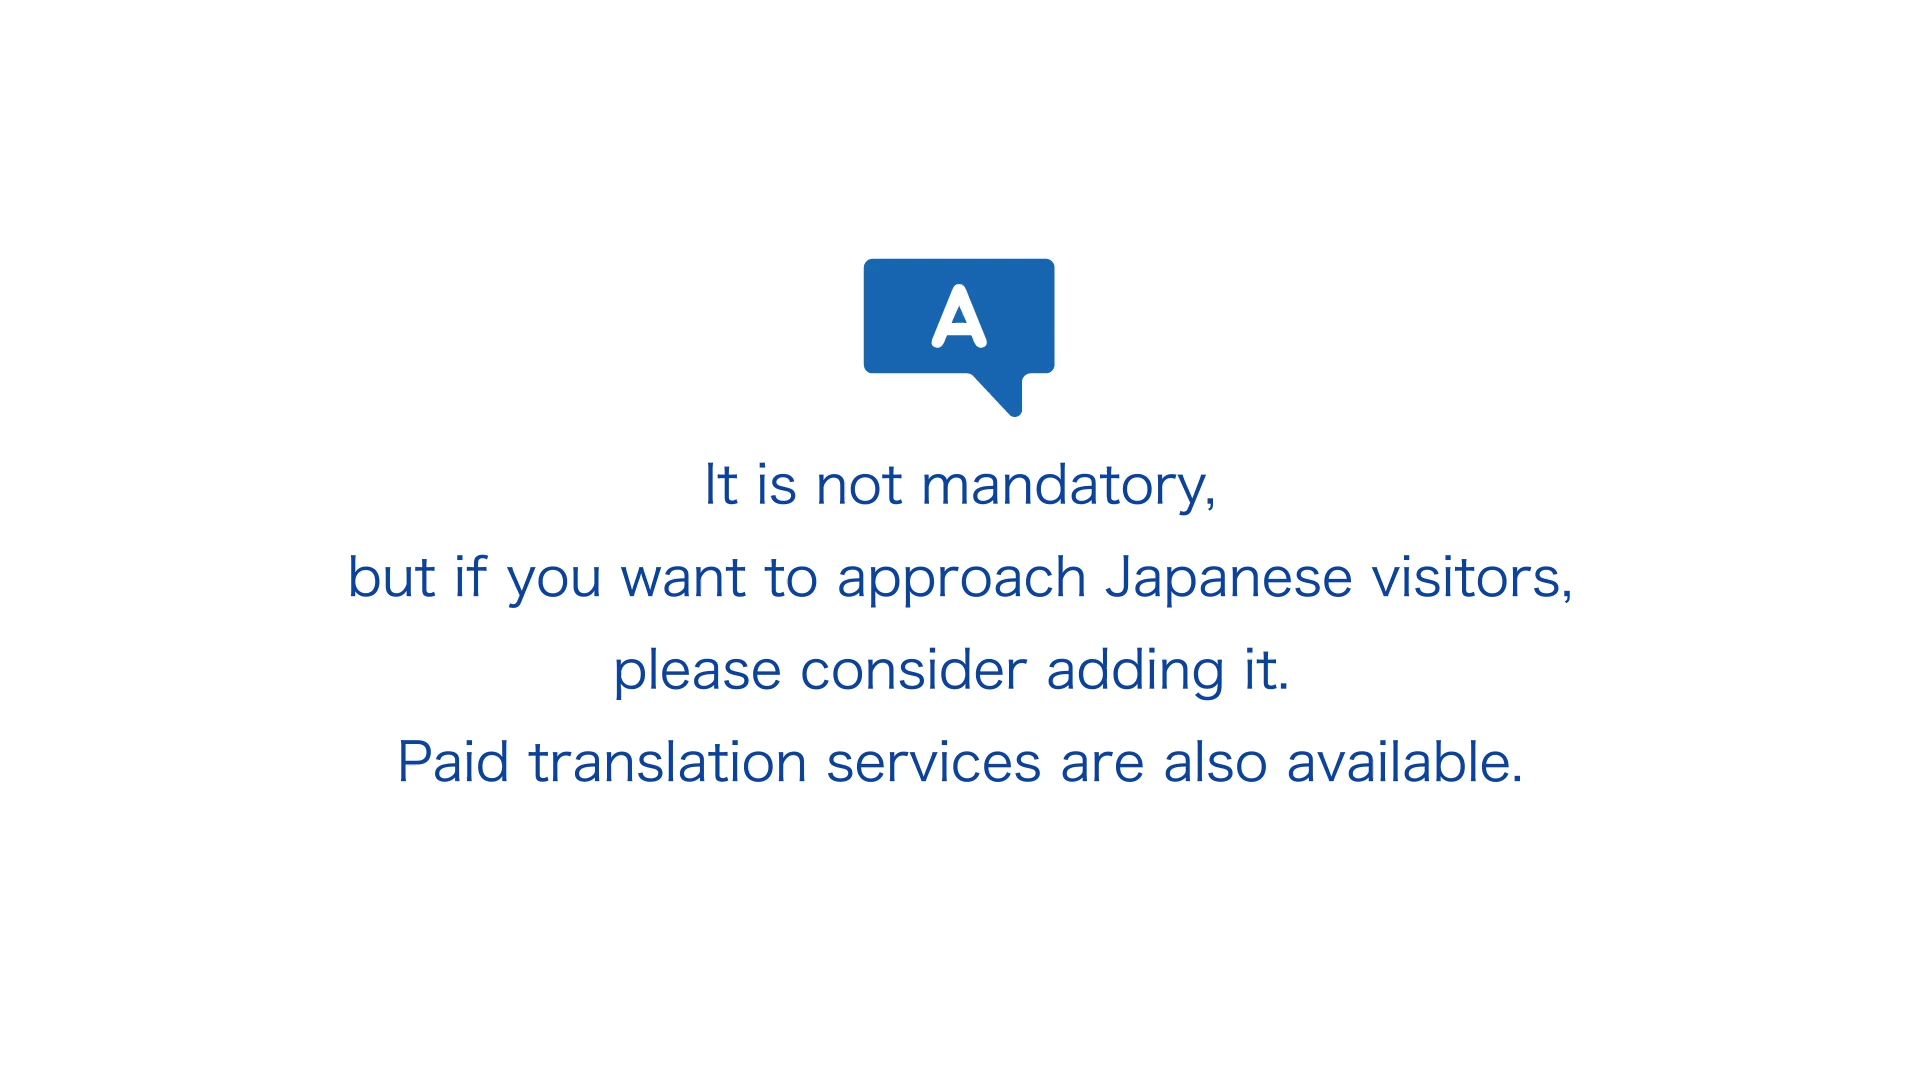 A
It is not mandatory,
but if you want to approach Japanese visitors,
please consider adding it.
Paid translation services are also available.